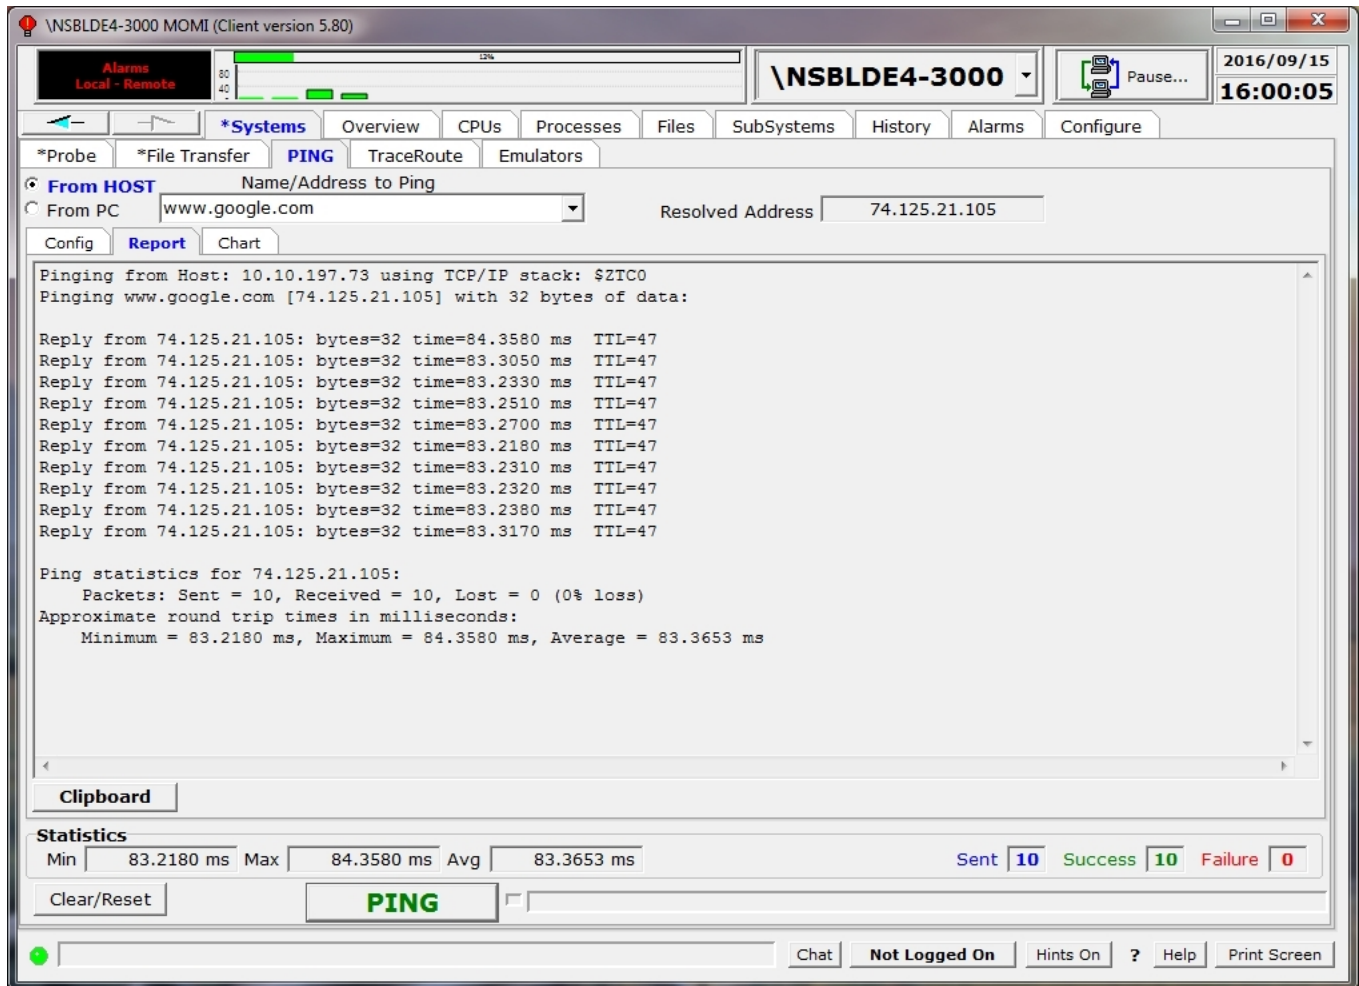 \NSBLDE4-3000 MOMI (Client version 5.80)
Alarms
Local - Remote
80
40
12%
\NSBLDE4-3000
Pause...
2016/09/15
16:00:05
*Systems Overview CPUs Processes Files SubSystems History Alarms Configure
*Probe *File Transfer PING TraceRoute Emulators
From HOST Name/Address to Ping
From PC www.google.com Resolved Address 74.125.21.105
Config Report Chart
Pinging from Host: 10.10.197.73 using TCP/IP stack: $ZTC0
Pinging www.google.com [74.125.21.105] with 32 bytes of data:
Reply from 74.125.21.105: bytes=32 time=84.3580 ms TTL=47
Reply from 74.125.21.105: bytes=32 time=83.3050 ms TTL=47
Reply from 74.125.21.105: bytes=32 time=83.2330 ms TTL=47
Reply from 74.125.21.105: bytes=32 time=83.2510 ms TTL=47
Reply from 74.125.21.105: bytes=32 time=83.2700 ms TTL=47
Reply from 74.125.21.105: bytes=32 time=83.2180 ms TTL=47
Reply from 74.125.21.105: bytes=32 time=83.2310 ms TTL=47
Reply from 74.125.21.105: bytes=32 time=83.2320 ms TTL=47
Reply from 74.125.21.105: bytes=32 time=83.2380 ms TTL=47
Reply from 74.125.21.105: bytes=32 time=83.3170 ms TTL=47
Ping statistics for 74.125.21.105:
Packets: Sent = 10, Received = 10, Lost = 0 (0% loss)
Approximate round trip times in milliseconds:
Minimum = 83.2180 ms, Maximum = 84.3580 ms, Average = 83.3653 ms
Clipboard
Statistics
Min 83.2180 ms Max 84.3580 ms Avg 83.3653 ms Sent 10 Success 10 Failure 0
Clear/Reset PING
Chat Not Logged On Hints On ? Help Print Screen